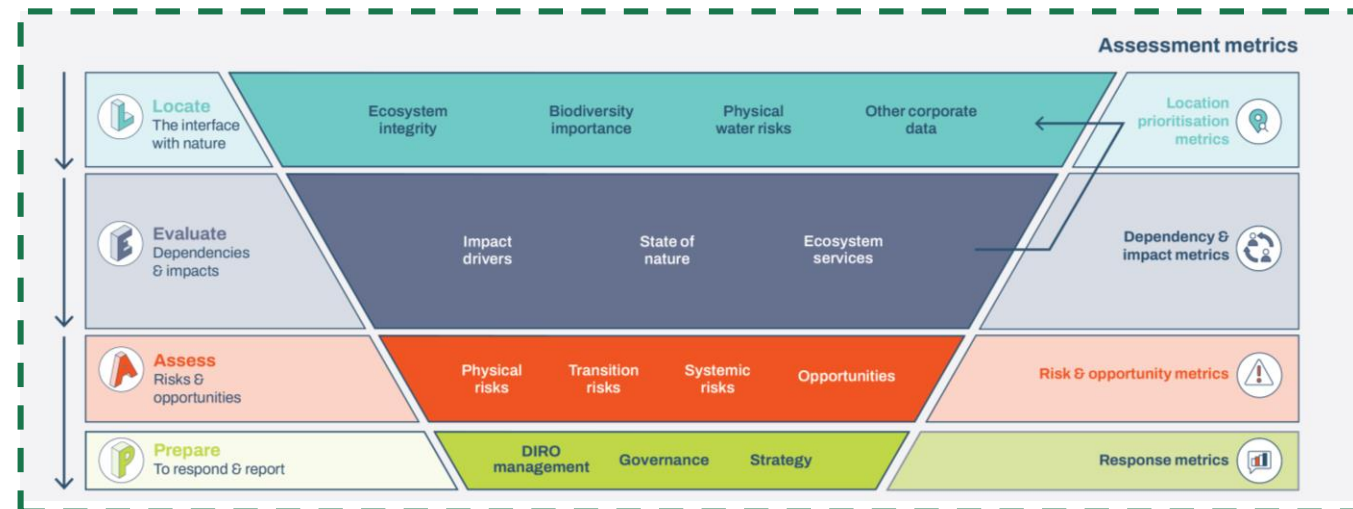 Assessment metrics
Locate
The interface
with nature
Ecosystem
integrity
Biodiversity
importance
Physical
water risks
Other corporate
data
Location
prioritisation
metrics
Evaluate
Dependencies
& impacts
Impact
drivers
State of
nature
Ecosystem
services
Dependency &
impact metrics
Assess
Risks &
opportunities
Physical
risks
Transition
risks
Systemic
risks
Opportunities
Risk & opportunity metrics
Prepare
To respond & report
DIRO
management
Governance
Strategy
Response metrics